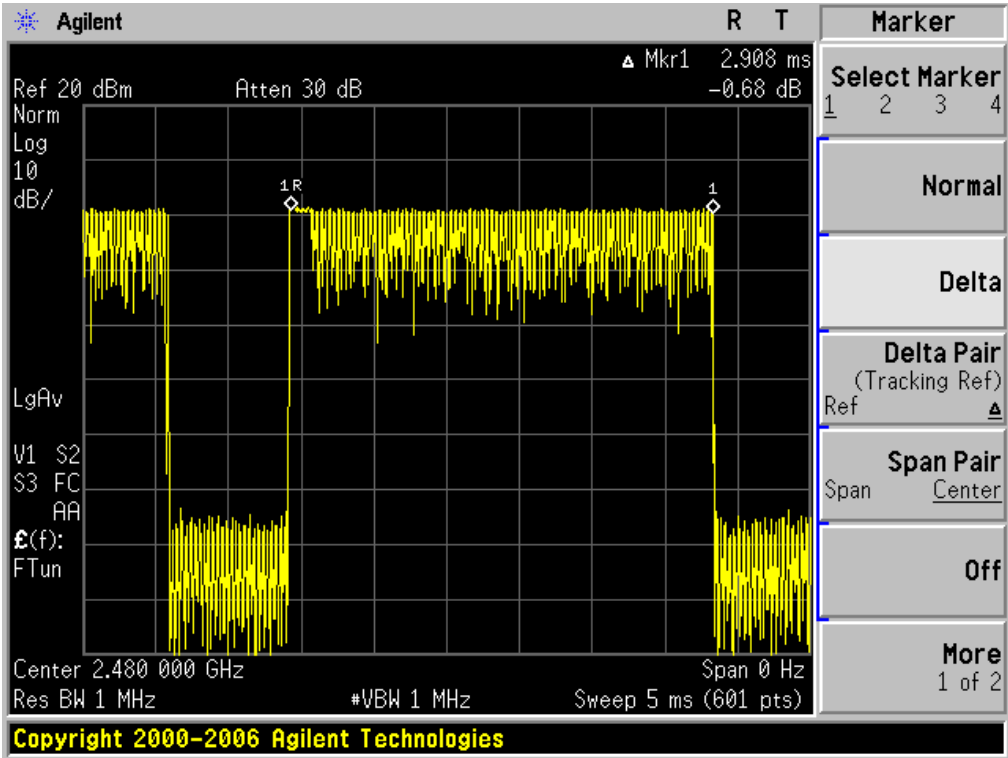 Agilent R T
Δ Mkr1 2.908 ms
Ref 20 dBm Atten 30 dB -0.68 dB
Norm
Log
10
dB/
1R
1
LgAv
V1 S2
S3 FC
AA
£(f):
FTun
Center 2.480 000 GHz Span 0 Hz
Res BW 1 MHz #VBW 1 MHz Sweep 5 ms (601 pts)
Copyright 2000-2006 Agilent Technologies
Marker
Select Marker
1 2 3 4
Normal
Delta
Delta Pair
(Tracking Ref)
Ref Δ
Span Pair
Span Center
Off
More
1 of 2